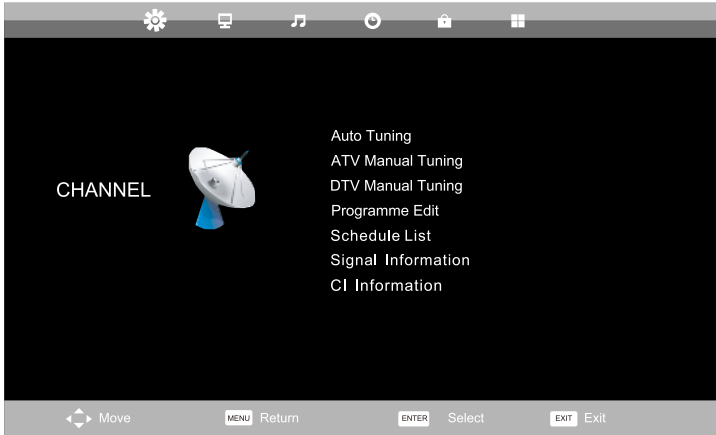 CHANNEL
Auto Tuning
ATV Manual Tuning
DTV Manual Tuning
Programme Edit
Schedule List
Signal Information
CI Information
Move MENU Return ENTER Select EXIT Exit